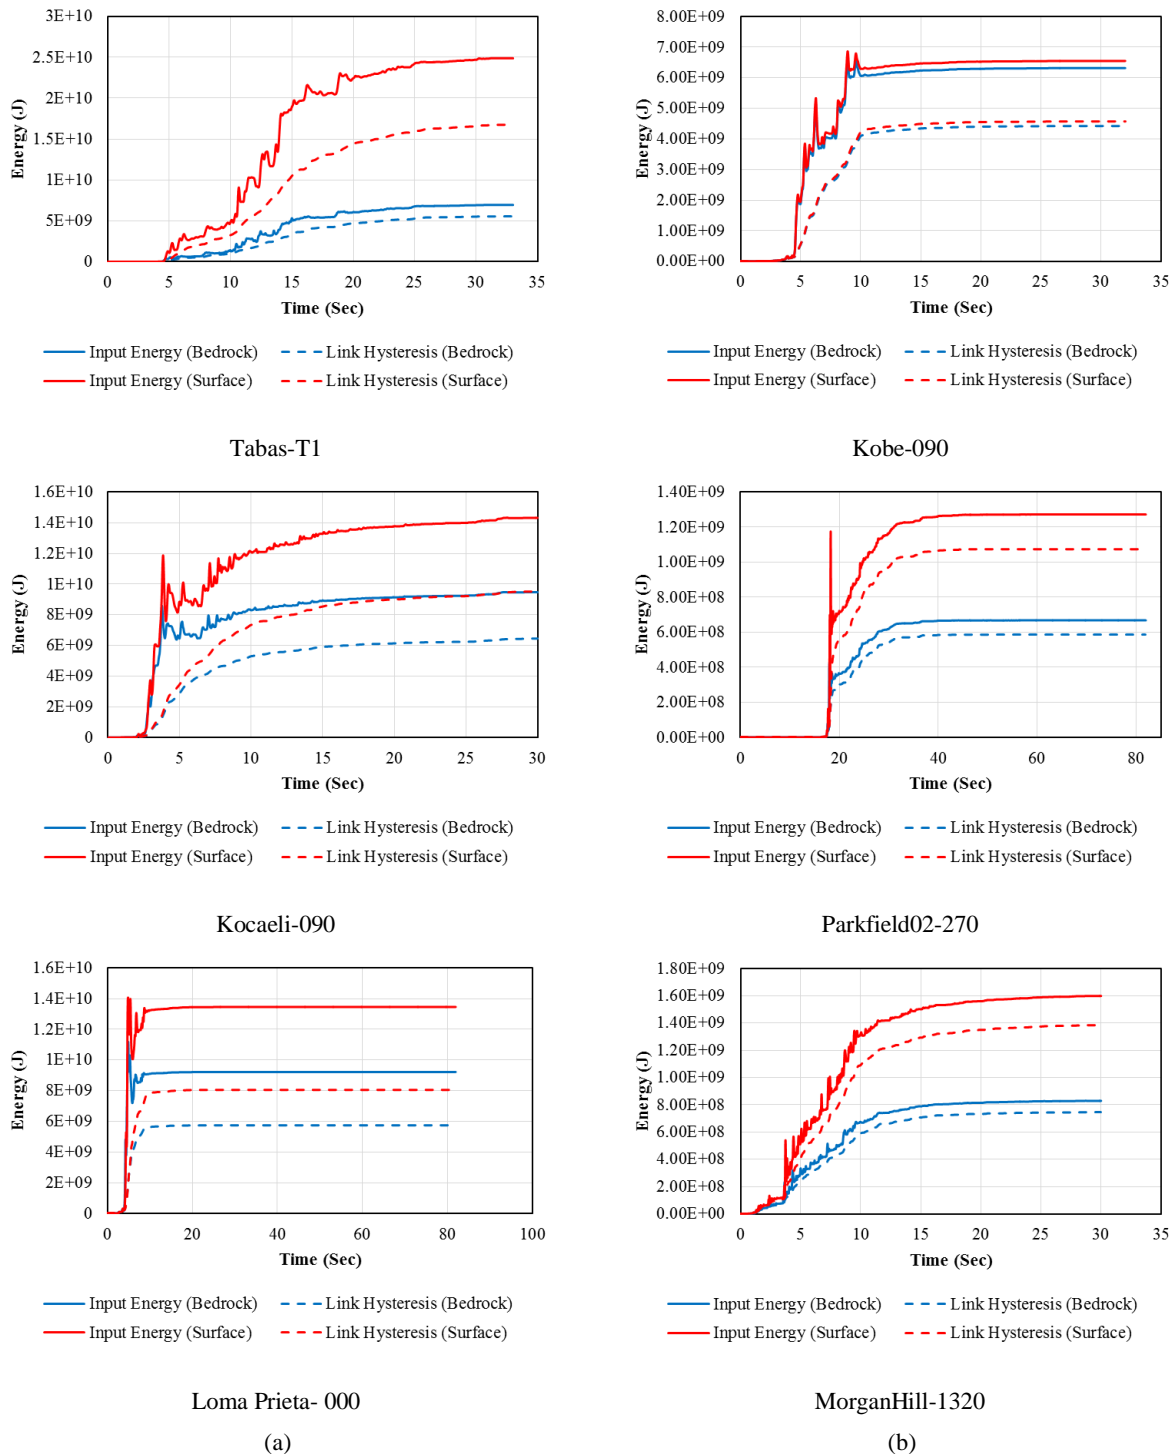 3E+10
2.5E+10
2E+10
1.5E+10
1E+10
5E+09
0
Energy (J)
0 5 10 15 20 25 30 35
Time (Sec)
Input Energy (Bedrock) Link Hysteresis (Bedrock)
Input Energy (Surface) Link Hysteresis (Surface)
Tabas-T1
8.00E+09
7.00E+09
6.00E+09
5.00E+09
4.00E+09
3.00E+09
2.00E+09
1.00E+09
0.00E+00
Energy (J)
0 5 10 15 20 25 30 35
Time (Sec)
Input Energy (Bedrock) Link Hysteresis (Bedrock)
Input Energy (Surface) Link Hysteresis (Surface)
Kobe-090
1.6E+10
1.4E+10
1.2E+10
1E+10
8E+09
6E+09
4E+09
2E+09
0
Energy (J)
0 5 10 15 20 25 30
Time (Sec)
Input Energy (Bedrock) Link Hysteresis (Bedrock)
Input Energy (Surface) Link Hysteresis (Surface)
Kocaeli-090
1.40E+09
1.20E+09
1.00E+09
8.00E+08
6.00E+08
4.00E+08
2.00E+08
0.00E+00
Energy (J)
0 20 40 60 80
Time (Sec)
Input Energy (Bedrock) Link Hysteresis (Bedrock)
Input Energy (Surface) Link Hysteresis (Surface)
Parkfield02-270
1.6E+10
1.4E+10
1.2E+10
1E+10
8E+09
6E+09
4E+09
2E+09
0
Energy (J)
0 20 40 60 80 100
Time (Sec)
Input Energy (Bedrock) Link Hysteresis (Bedrock)
Input Energy (Surface) Link Hysteresis (Surface)
Loma Prieta- 000
(a)
1.80E+09
1.60E+09
1.40E+09
1.20E+09
1.00E+09
8.00E+08
6.00E+08
4.00E+08
2.00E+08
0.00E+00
Energy (J)
0 5 10 15 20 25 30 35
Time (Sec)
Input Energy (Bedrock) Link Hysteresis (Bedrock)
Input Energy (Surface) Link Hysteresis (Surface)
MorganHill-1320
(b)